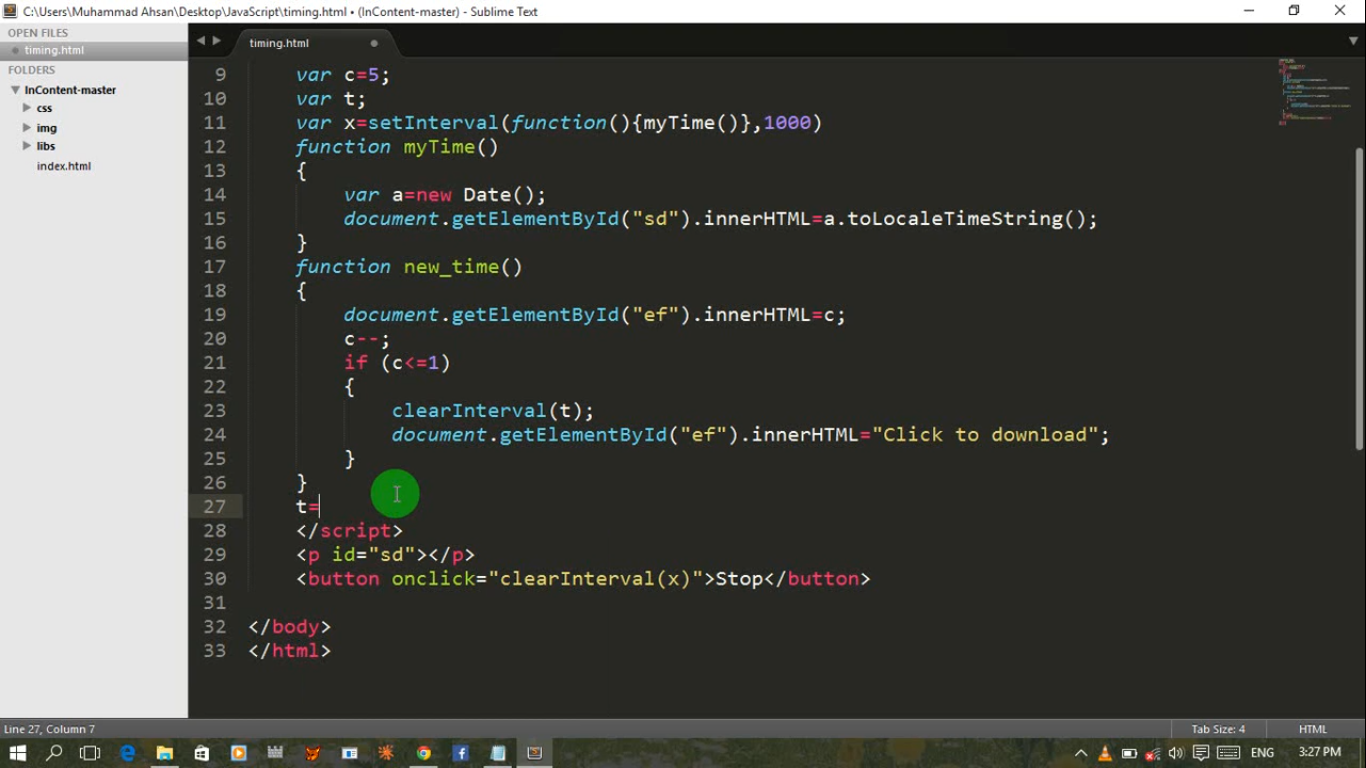 C:\Users\Muhammad Ahsan\Desktop\JavaScript\timing.html • (InContent-master) - Sublime Text
OPEN FILES
timing.html
FOLDERS
InContent-master
css
img
libs
index.html
timing.html
9 var c=5;
10 var t;
11 var x=setInterval(function(){myTime()},1000)
12 function myTime()
13 {
14 var a=new Date();
15 document.getElementById("sd").innerHTML=a.toLocaleTimeString();
16 }
17 function new_time()
18 {
19 document.getElementById("ef").innerHTML=c;
20 c--;
21 if (c<=1)
22 {
23 clearInterval(t);
24 document.getElementById("ef").innerHTML="Click to download";
25 }
26 }
27 t=
28 </script>
29 <p id="sd"></p>
30 <button onclick="clearInterval(x)">Stop</button>
31
32 </body>
33 </html>
Line 27, Column 7
Tab Size: 4
HTML
ENG
3:27 PM